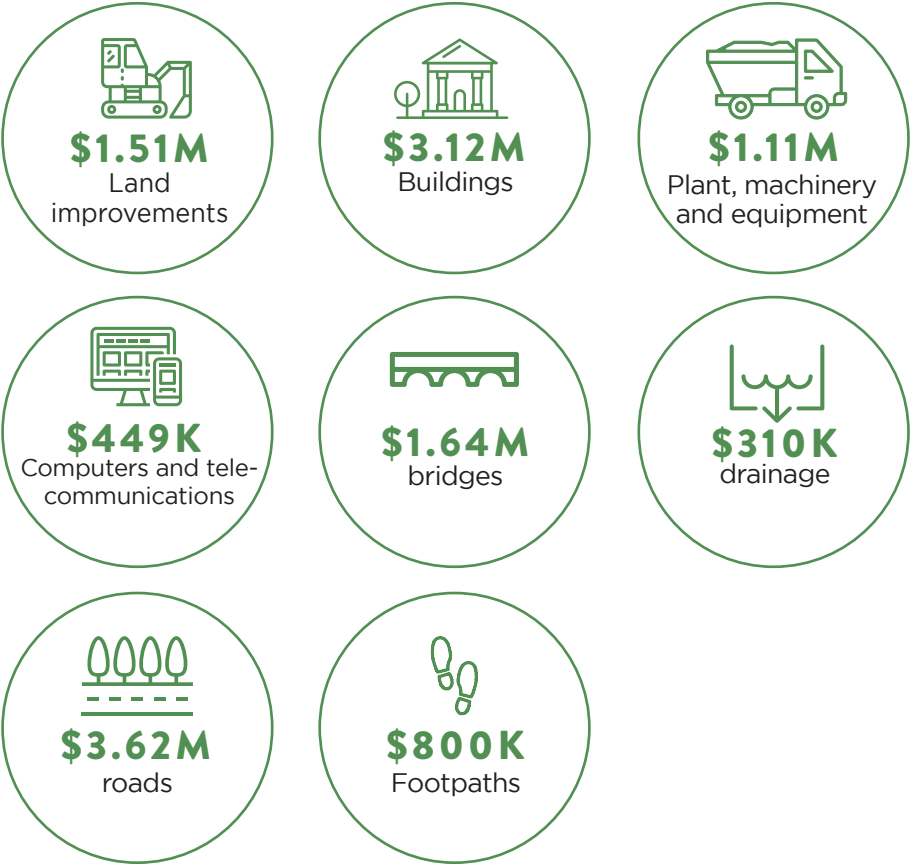 $1.51M
Land
improvements
$3.12M
Buildings
$1.11M
Plant, machinery
and equipment
$449K
Computers and tele-
communications
$1.64M
bridges
$310K
drainage
$3.62M
roads
$800K
Footpaths